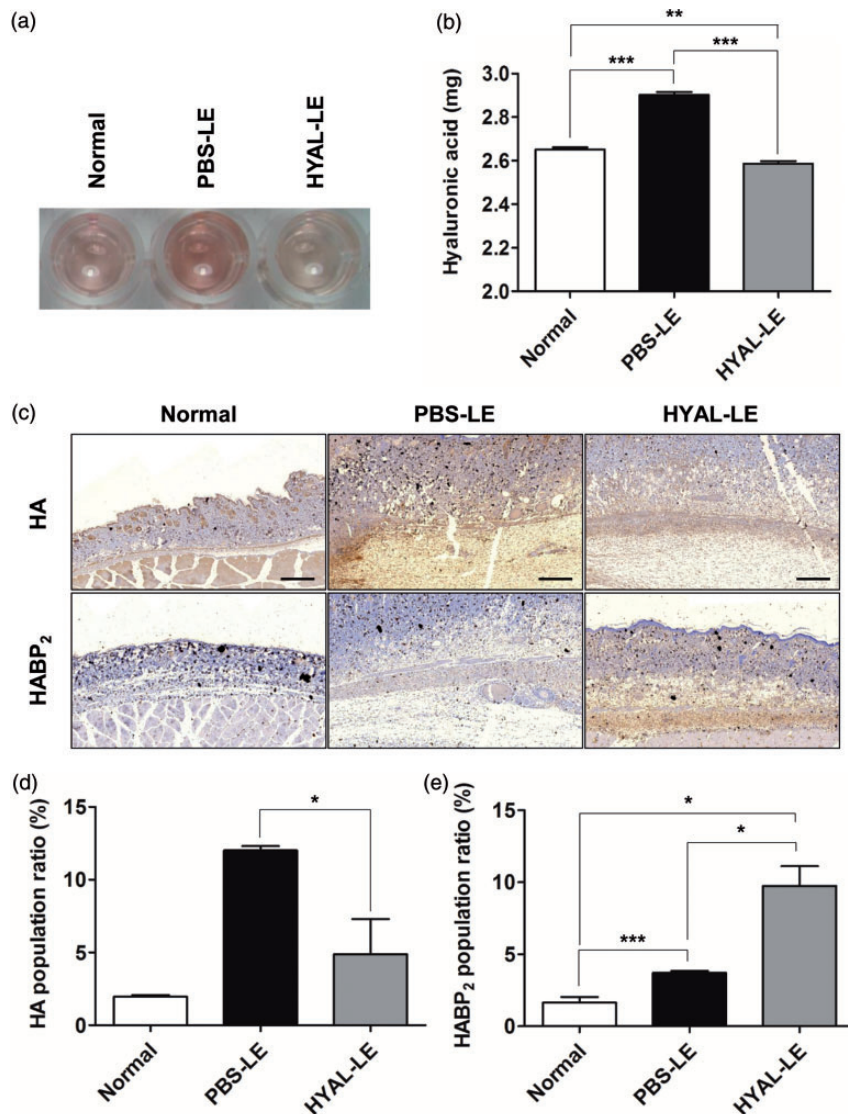 (a)
Normal
PBS-LE
HYAL-LE
(b)
Hyaluronic acid (mg)
3.0
2.8
2.6
2.4
2.2
2.0
**
***
***
Normal
PBS-LE
HYAL-LE
(c)
Normal
PBS-LE
HYAL-LE
HA
HABP2
(d)
HA population ratio (%)
15
10
5
0
*
Normal
PBS-LE
HYAL-LE
(e)
HABP2 population ratio (%)
15
10
5
0
*
*
***
Normal
PBS-LE
HYAL-LE